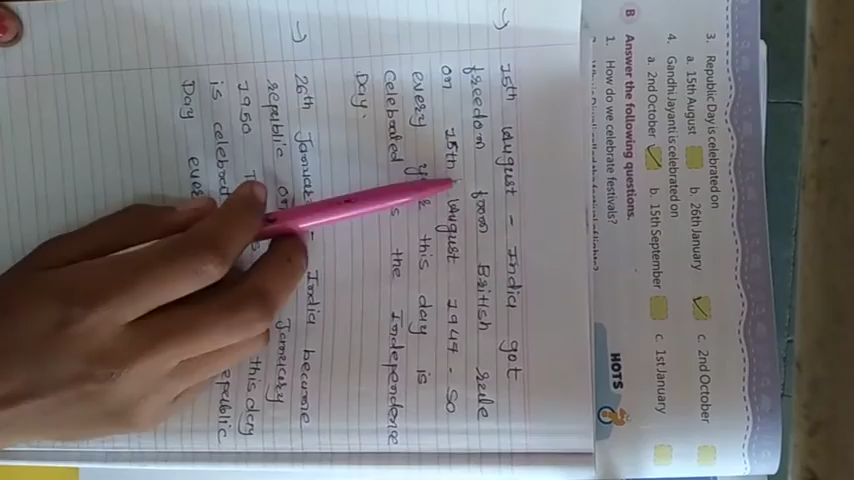 3. Republic Day is celebrated on
a. 15th August b. 26th January c. 2nd October
4. Gandhi Jayanti is celebrated on
a. 2nd October b. 15th September c. 1st January
B Answer the following questions.
HOTS
1. How do we celebrate festivals?
→ 15th August - India got
freedom from British rule
on 15th August 1947. So
every this day is
celebrated the Independence
Day.
→ 26th India became
republic on January
1950 this day
is republic
Day